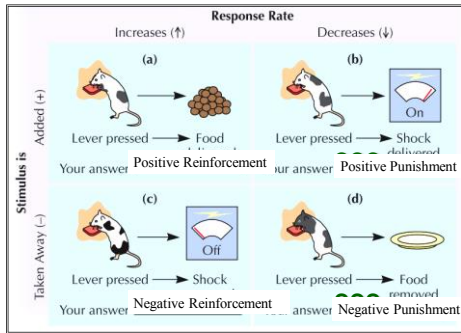 Response Rate
Increases (↑) Decreases (↓)
Stimulus is
Added (+)
(a)
Lever pressed Food
Your answer Positive Reinforcement
(b)
On
Lever pressed Shock
delivered
Your answer Positive Punishment
Taken Away (–)
(c)
Off
Lever pressed Shock
Your answer Negative Reinforcement
(d)
Lever pressed Food
removed
Your answer Negative Punishment